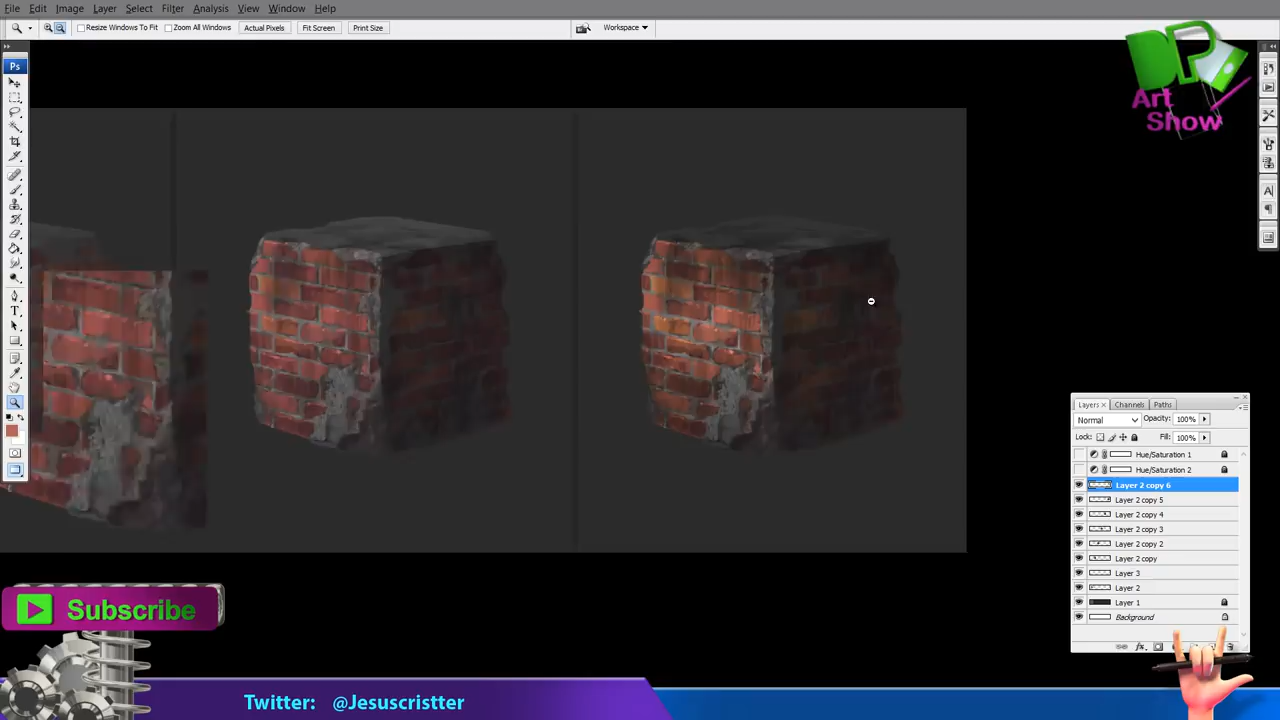 File Edit Image Layer Select Filter Analysis View Window Help
Resize Windows To Fit Zoom All Windows Actual Pixels Fit Screen Print Size Workspace
Ps
DP
Art
Show
T
A
Layers × Channels Paths
Normal Opacity: 100%
Lock: Fill: 100%
Hue/Saturation 1
Hue/Saturation 2
Layer 2 copy 6
Layer 2 copy 5
Layer 2 copy 4
Layer 2 copy 3
Layer 2 copy 2
Layer 2 copy
Layer 3
Layer 2
Layer 1
Background
fx
Subscribe
Twitter: @Jesuscristter